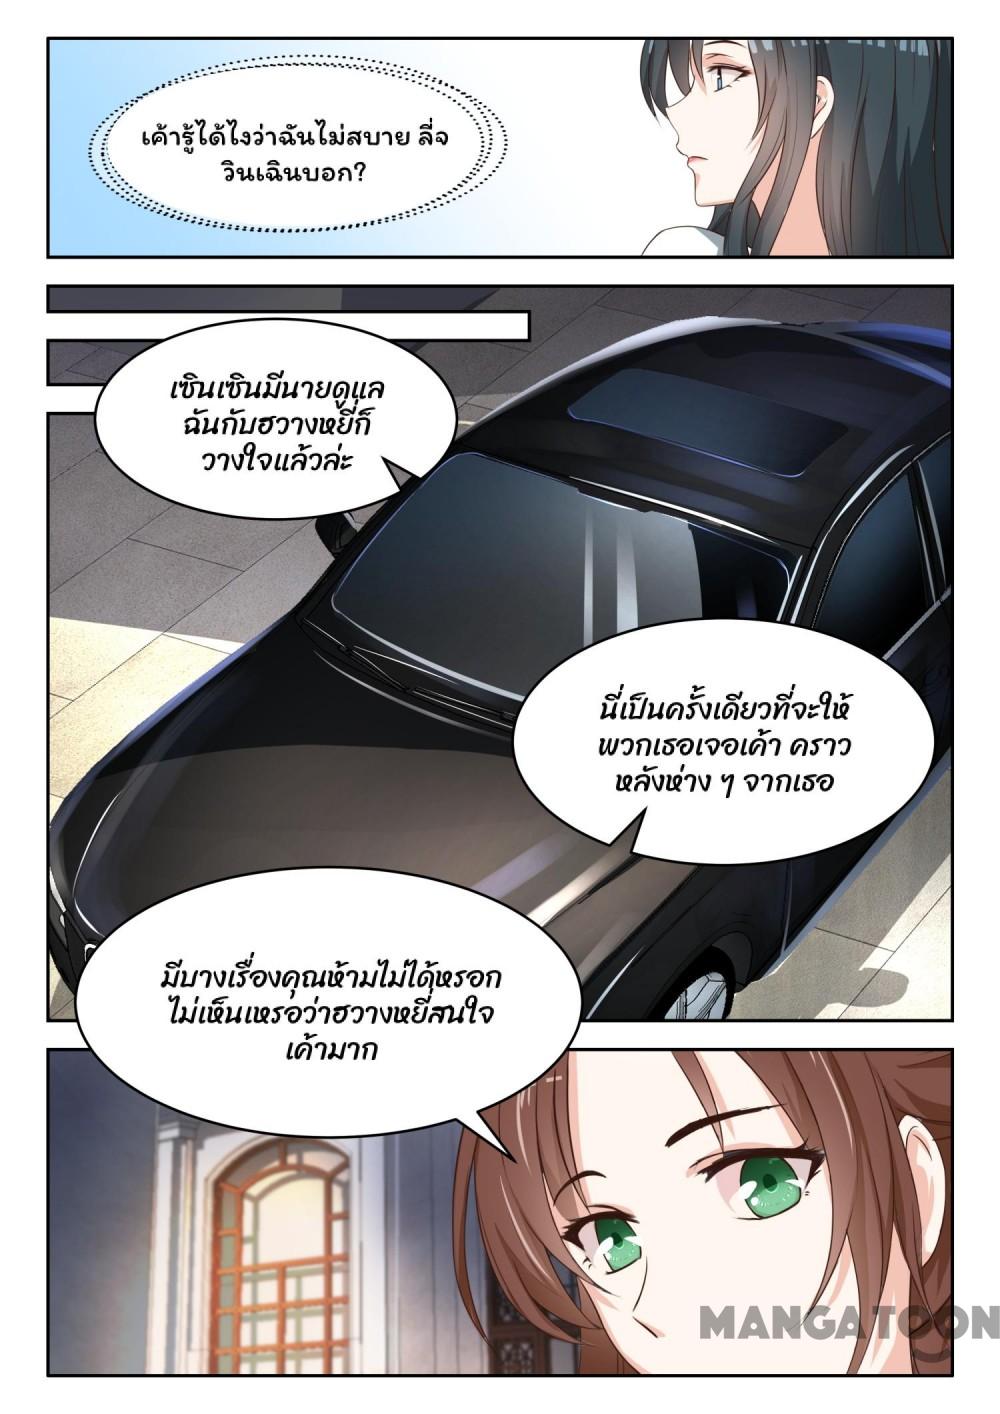 เค้ารู้ได้ไงว่าฉันไม่สบาย ลี่จ
วินเฉินบอก?
เซินเซินมีนายดูแล
ฉันกับฮวางหยี่ก็
วางใจแล้วล่ะ
นี่เป็นครั้งเดียวที่จะให้
พวกเธอเจอเค้า คราว
หลังห่าง ๆ จากเธอ
มีบางเรื่องคุณห้ามไม่ได้หรอก
ไม่เห็นเหรอว่าฮวางหยี่สนใจ
เค้ามาก
MANGATOON